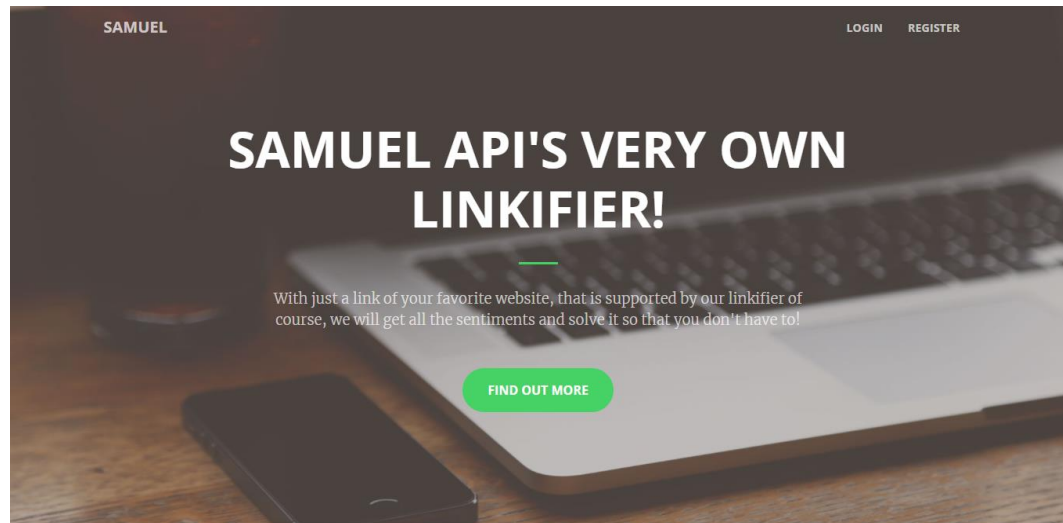 SAMUEL
LOGIN
REGISTER
SAMUEL API'S VERY OWN
LINKIFIER!
With just a link of your favorite website, that is supported by our linkifier of
course, we will get all the sentiments and solve it so that you don't have to!
FIND OUT MORE